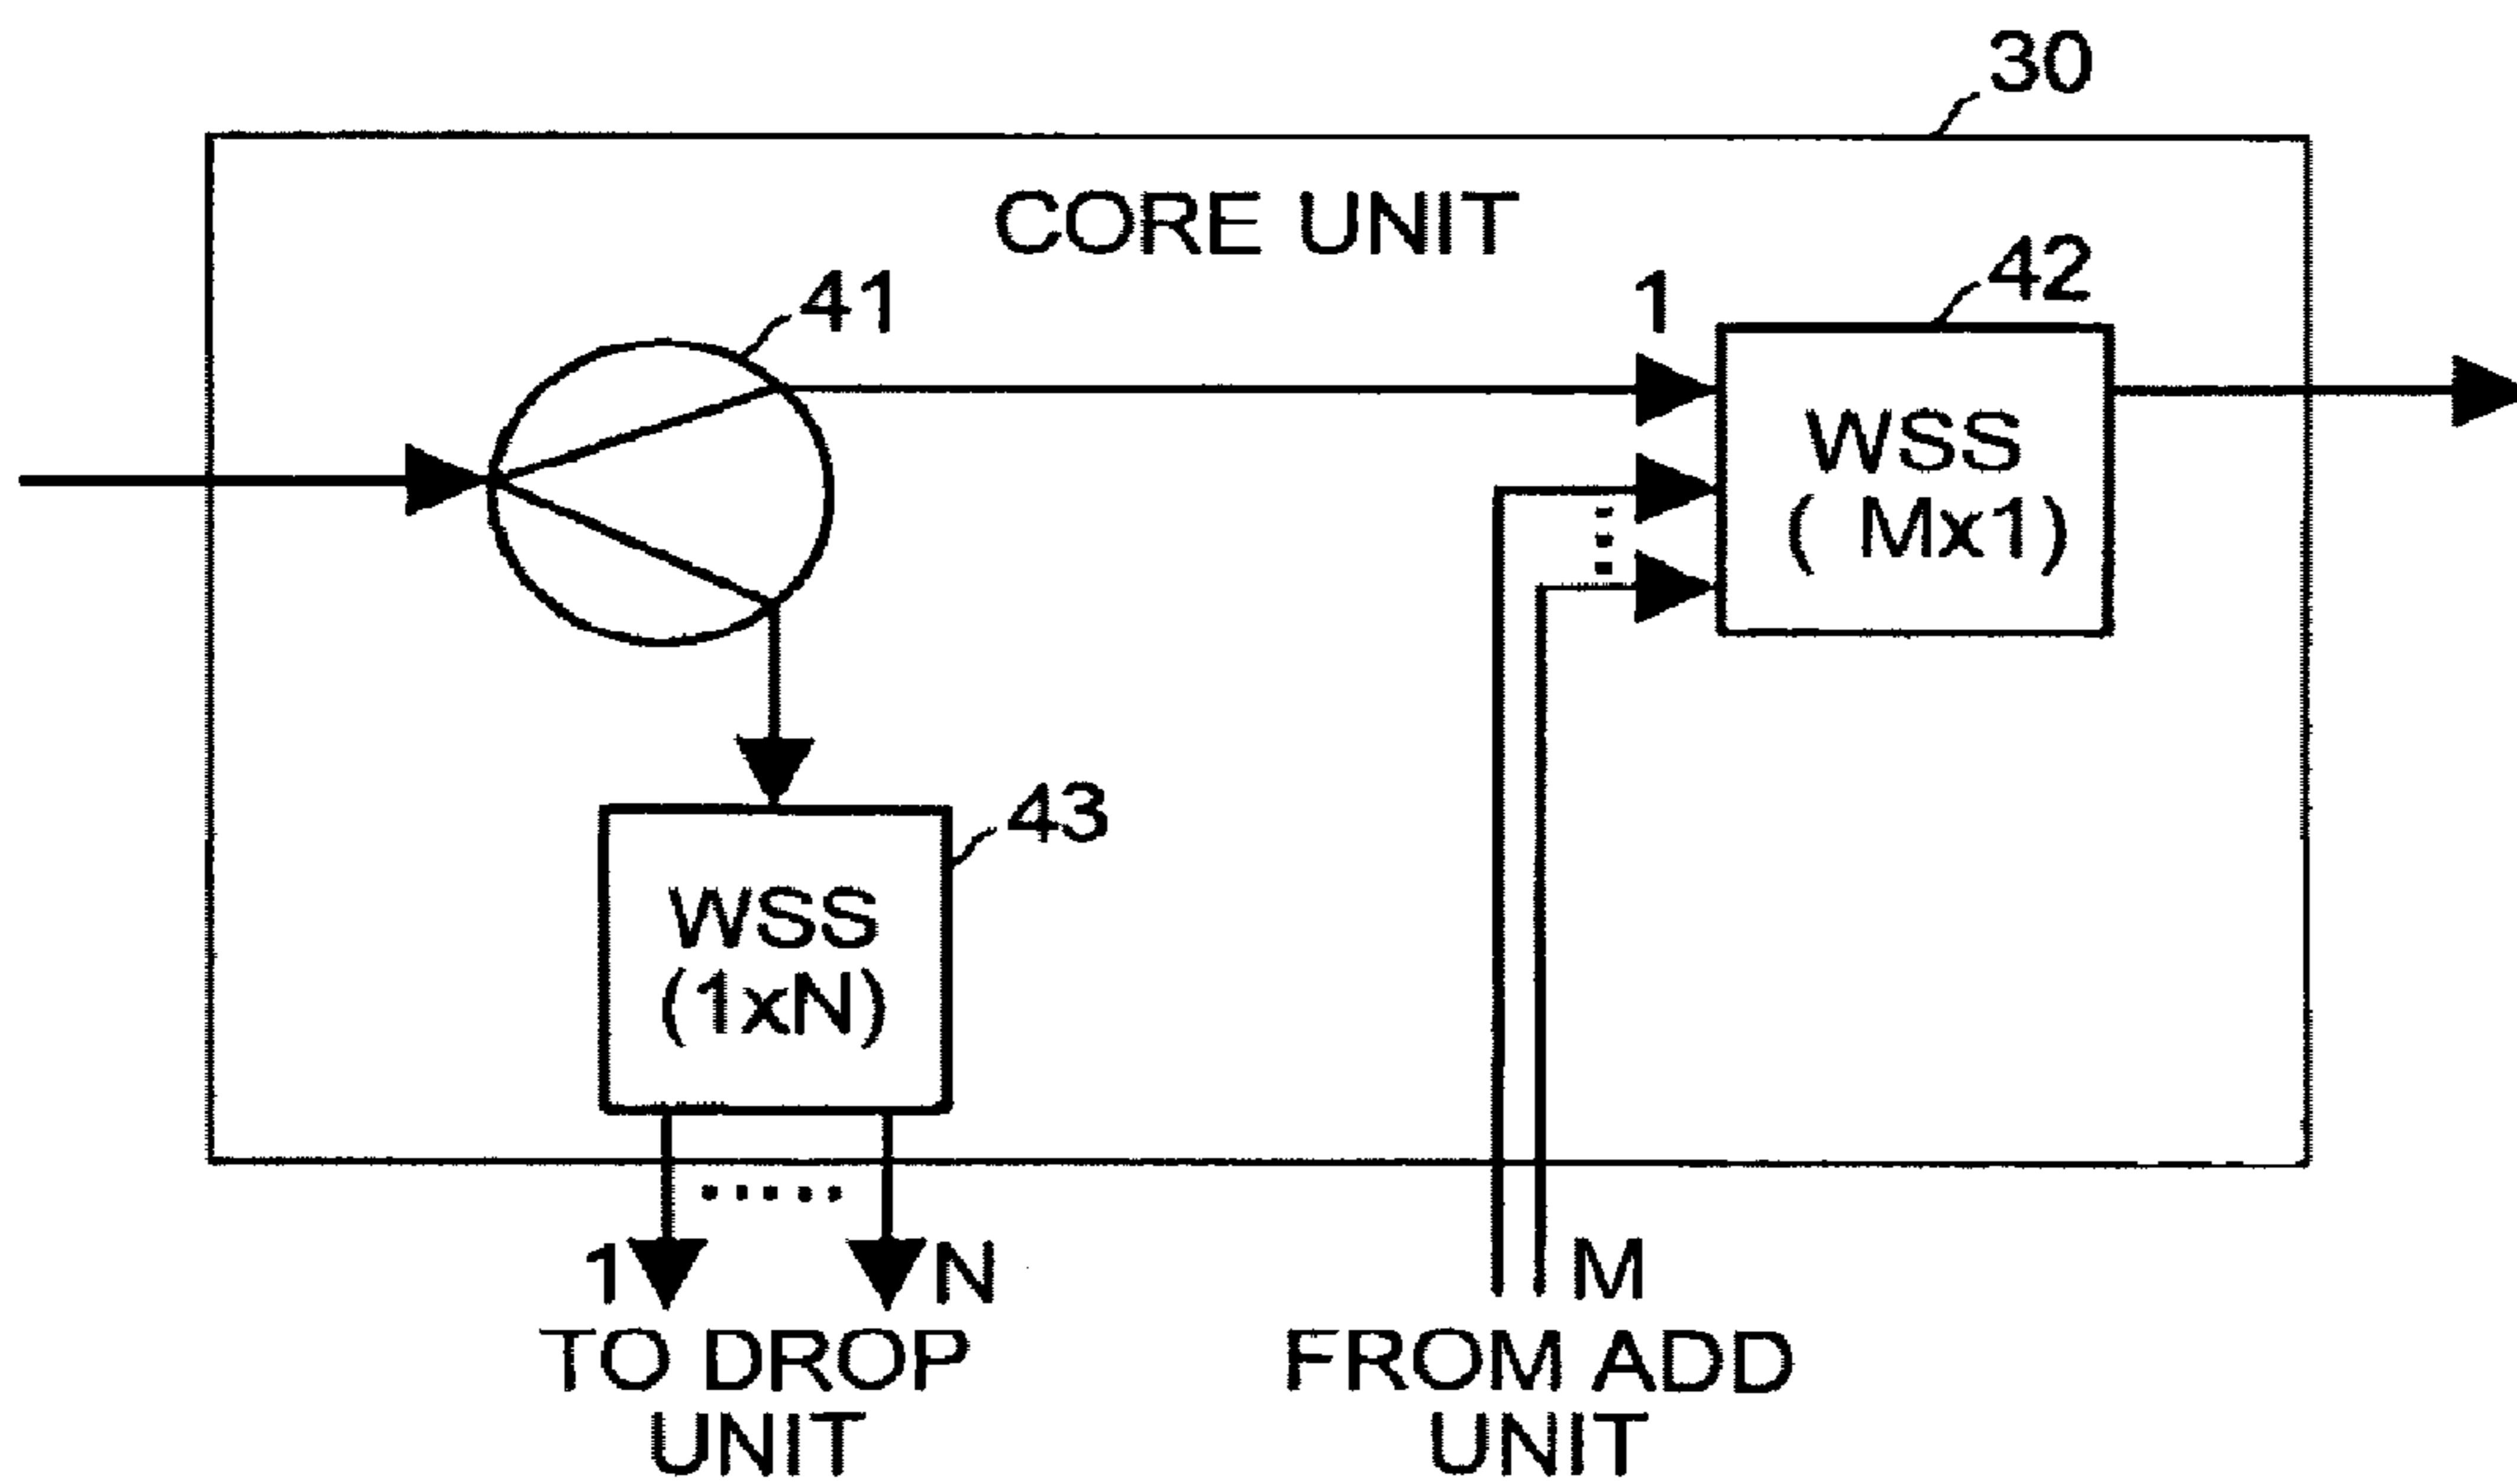 30
CORE UNIT
41
1
42
WSS
( Mx1)
43
WSS
(1xN)
1
N
M
TO DROP
UNIT
FROM ADD
UNIT